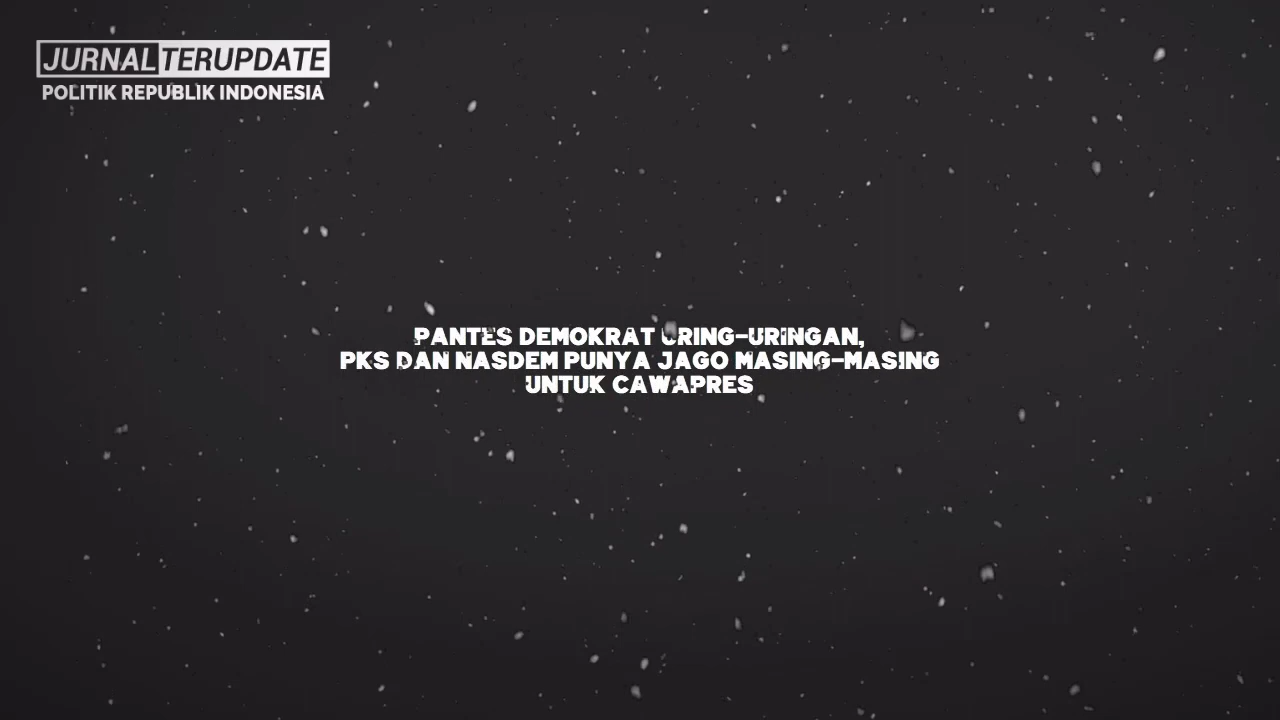 JURNALTERUPDATE
POLITIK REPUBLIK INDONESIA
PANTES DEMOKRAT URING-URINGAN,
PKS DAN NASDEM PUNYA JAGO MASING-MASING
UNTUK CAWAPRES